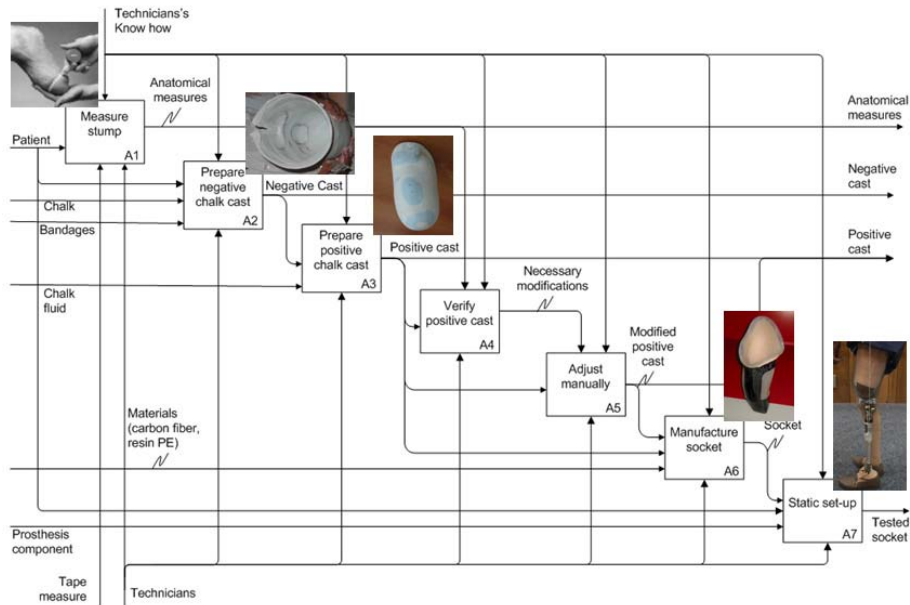 Technicians's
Know how
Anatomical
measures
Anatomical
measures
Measure
stump
A1
Patient
Prepare
negative
chalk cast
A2
Negative Cast
Negative
cast
Chalk
Bandages
Prepare
positive
chalk cast
A3
Positive cast
Positive
cast
Chalk
fluid
Verify
positive cast
A4
Necessary
modifications
Adjust
manually
A5
Modified
positive
cast
Materials
(carbon fiber,
resin PE)
Manufacture
socket
A6
Socket
Static set-up
A7
Tested
socket
Prosthesis
component
Tape
measure
Technicians